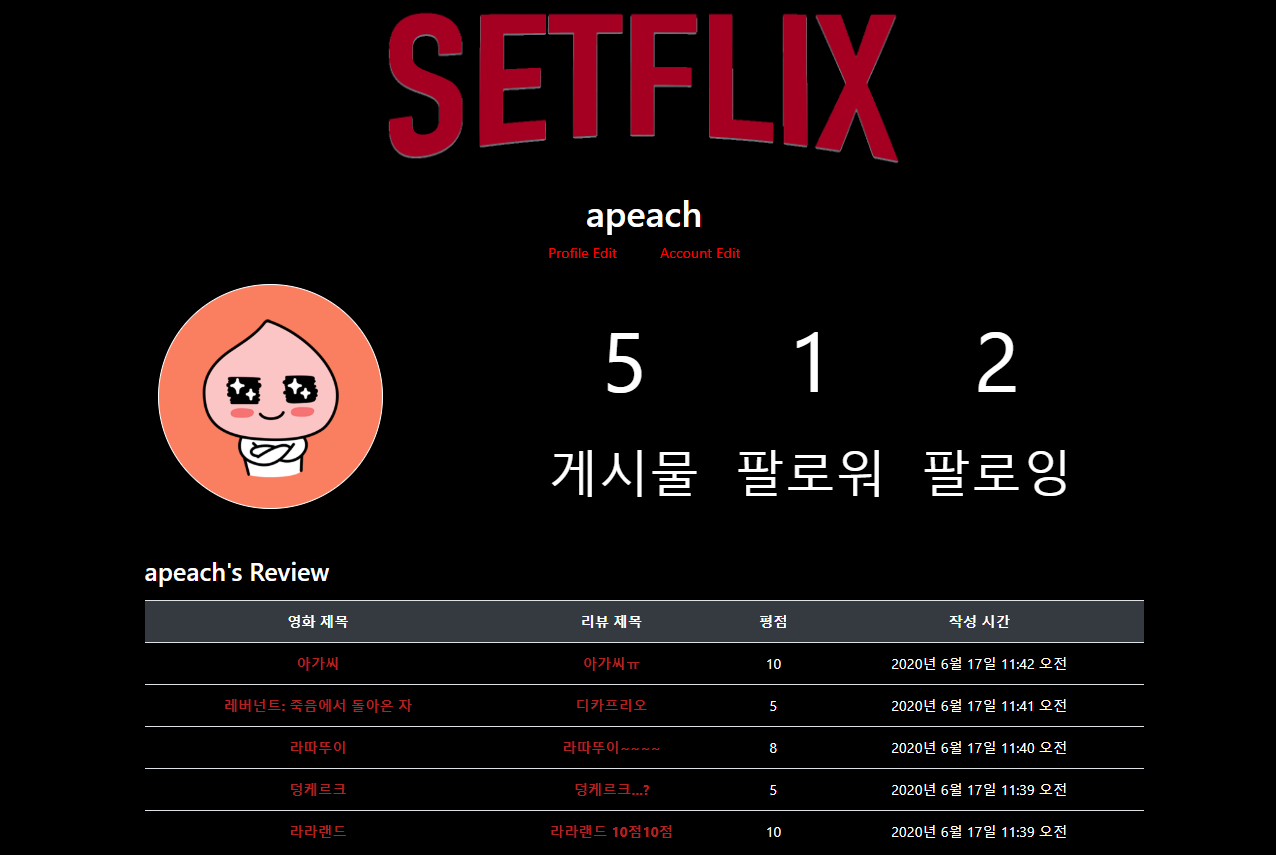 SETFLIX
apeach
Profile Edit Account Edit
5 1 2
게시물 팔로워 팔로잉
apeach's Review
영화 제목 리뷰 제목 평점 작성 시간
아가씨 아가씨ㅠ 10 2020년 6월 17일 11:42 오전
레버넌트: 죽음에서 돌아온 자 디카프리오 5 2020년 6월 17일 11:41 오전
라따뚜이 라따뚜이~~~~ 8 2020년 6월 17일 11:40 오전
덩케르크 덩케르크...? 5 2020년 6월 17일 11:39 오전
라라랜드 라라랜드 10점10점 10 2020년 6월 17일 11:39 오전